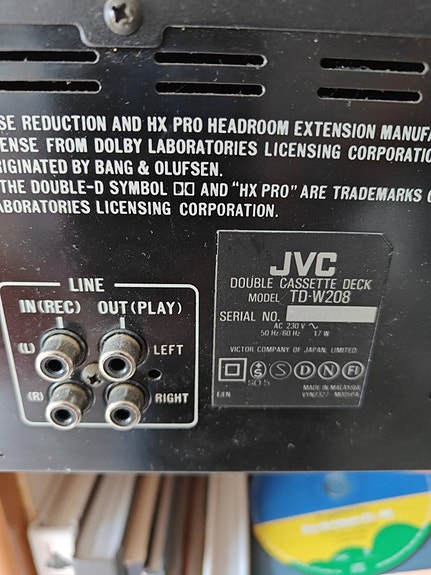 SE REDUCTION AND HX PRO HEADROOM EXTENSION MANUFA
ENSE FROM DOLBY LABORATORIES LICENSING CORPORATIO
RIGINATED BY BANG & OLUFSEN.
THE DOUBLE-D SYMBOL AND "HX PRO" ARE TRADEMARKS
ABORATORIES LICENSING CORPORATION.
LINE
IN(REC) OUT(PLAY)
(L) LEFT
(R) RIGHT
JVC
DOUBLE CASSETTE DECK
MODEL TD-W208
SERIAL NO.
AC 230 V ~
50 Hz/60 Hz 17 W
VICTOR COMPANY OF JAPAN, LIMITED
S D N F
MADE IN MALAYSIA